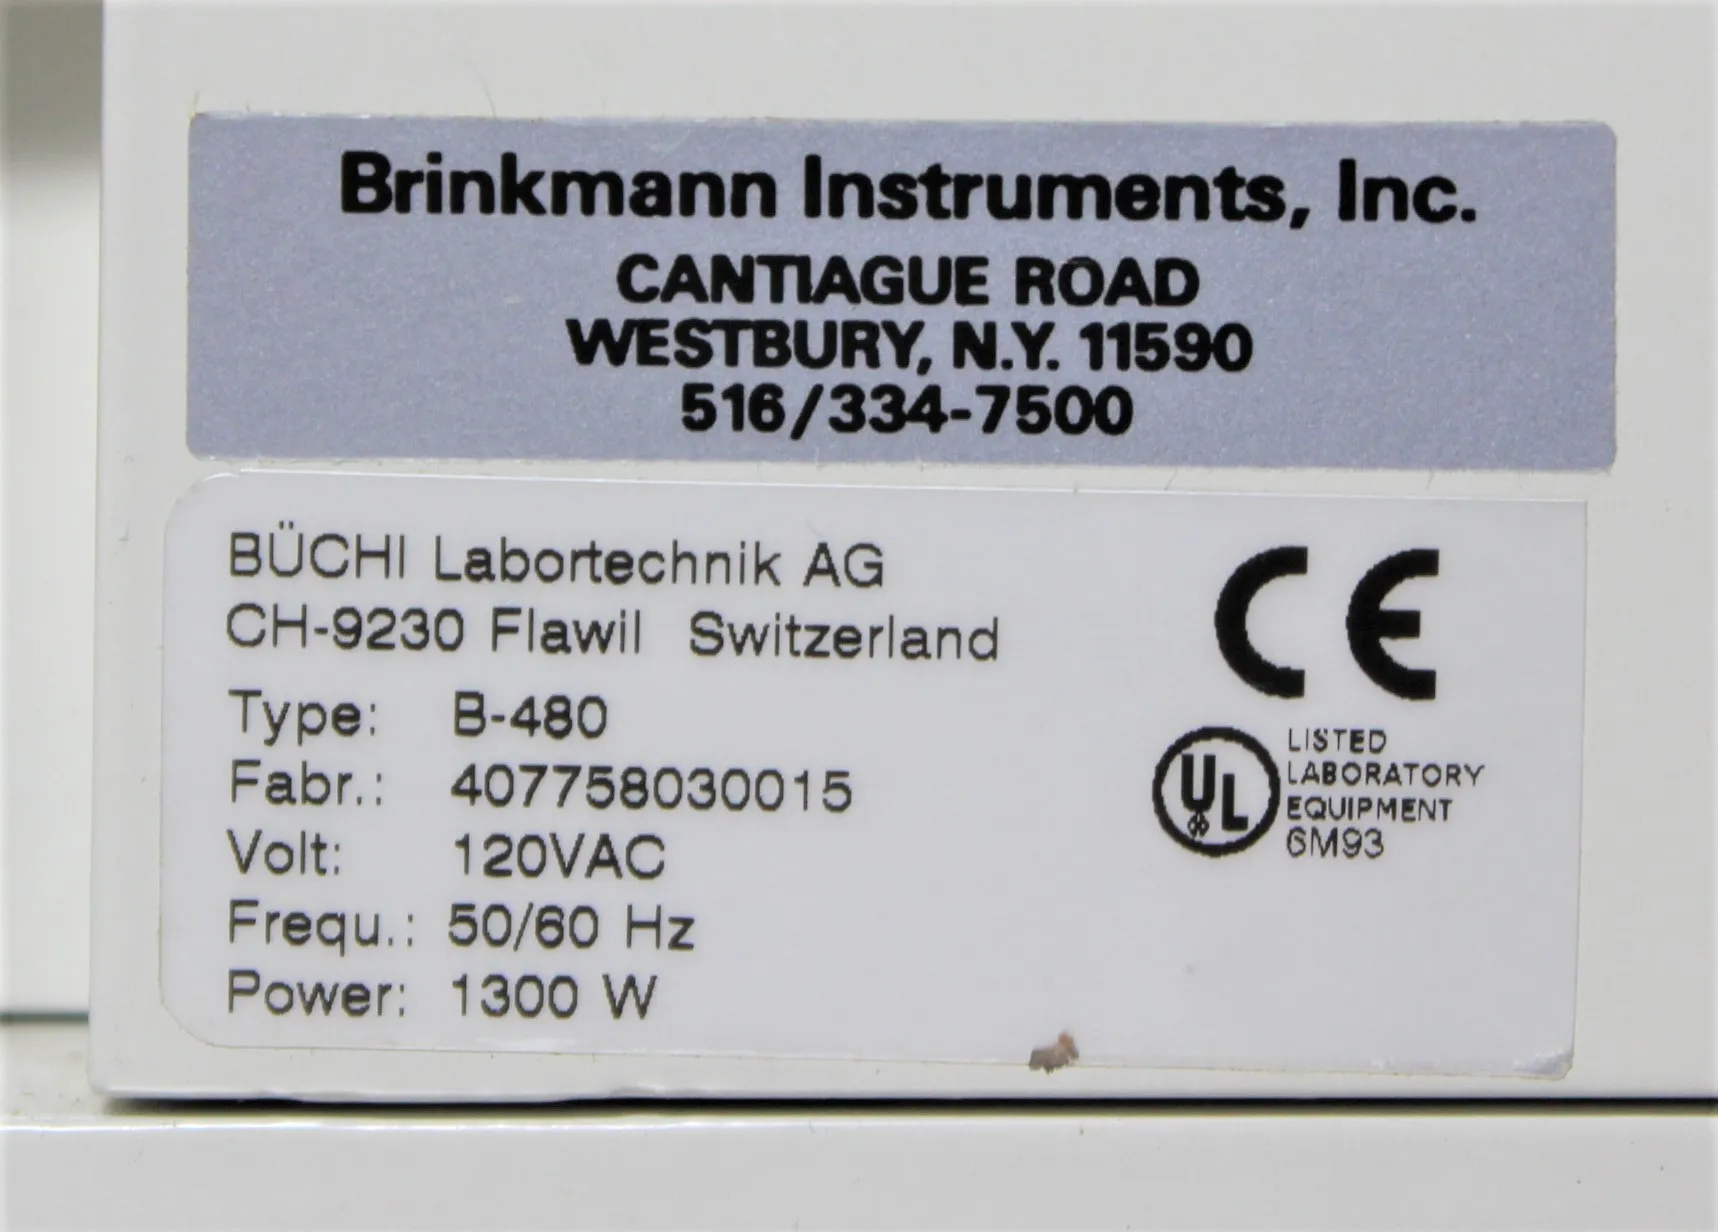 Brinkmann Instruments, Inc.
CANTIAGUE ROAD
WESTBURY, N.Y. 11590
516/334-7500
BÜCHI Labortechnik AG
CH-9230 Flawil Switzerland
Type: B-480
Fabr.: 407758030015
Volt: 120VAC
Frequ.: 50/60 Hz
Power: 1300 W
CE
UL
LISTED
LABORATORY
EQUIPMENT
6M93